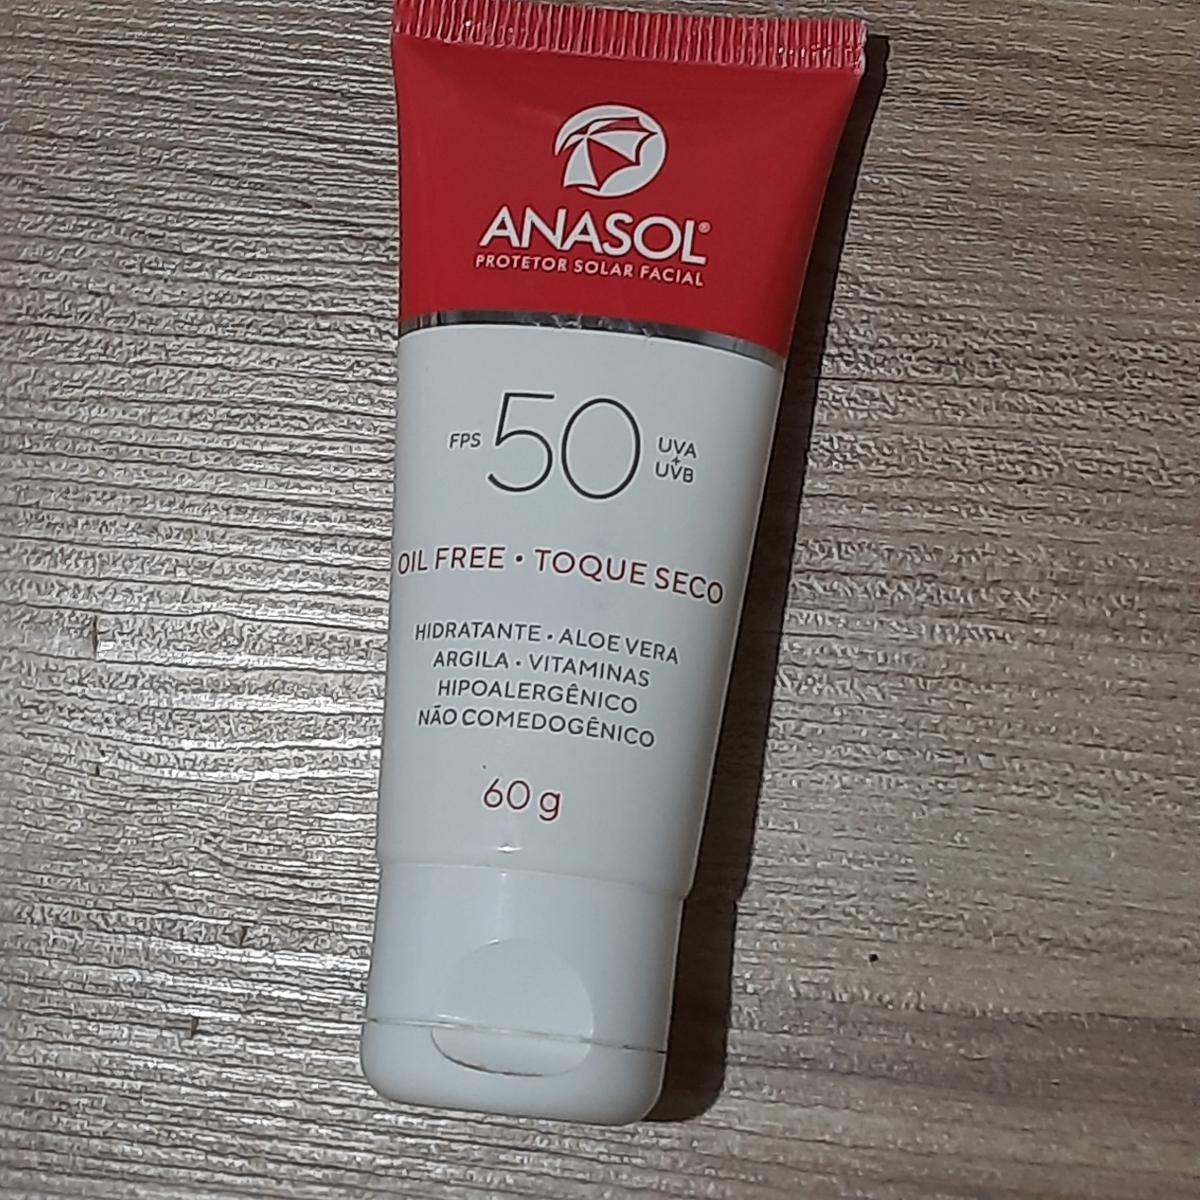 ANASOL®
PROTETOR SOLAR FACIAL
FPS 50 UVA + UVB
OIL FREE • TOQUE SECO
HIDRATANTE • ALOE VERA
ARGILA • VITAMINAS
HIPOALERGÊNICO
NÃO COMEDOGÊNICO
60 g